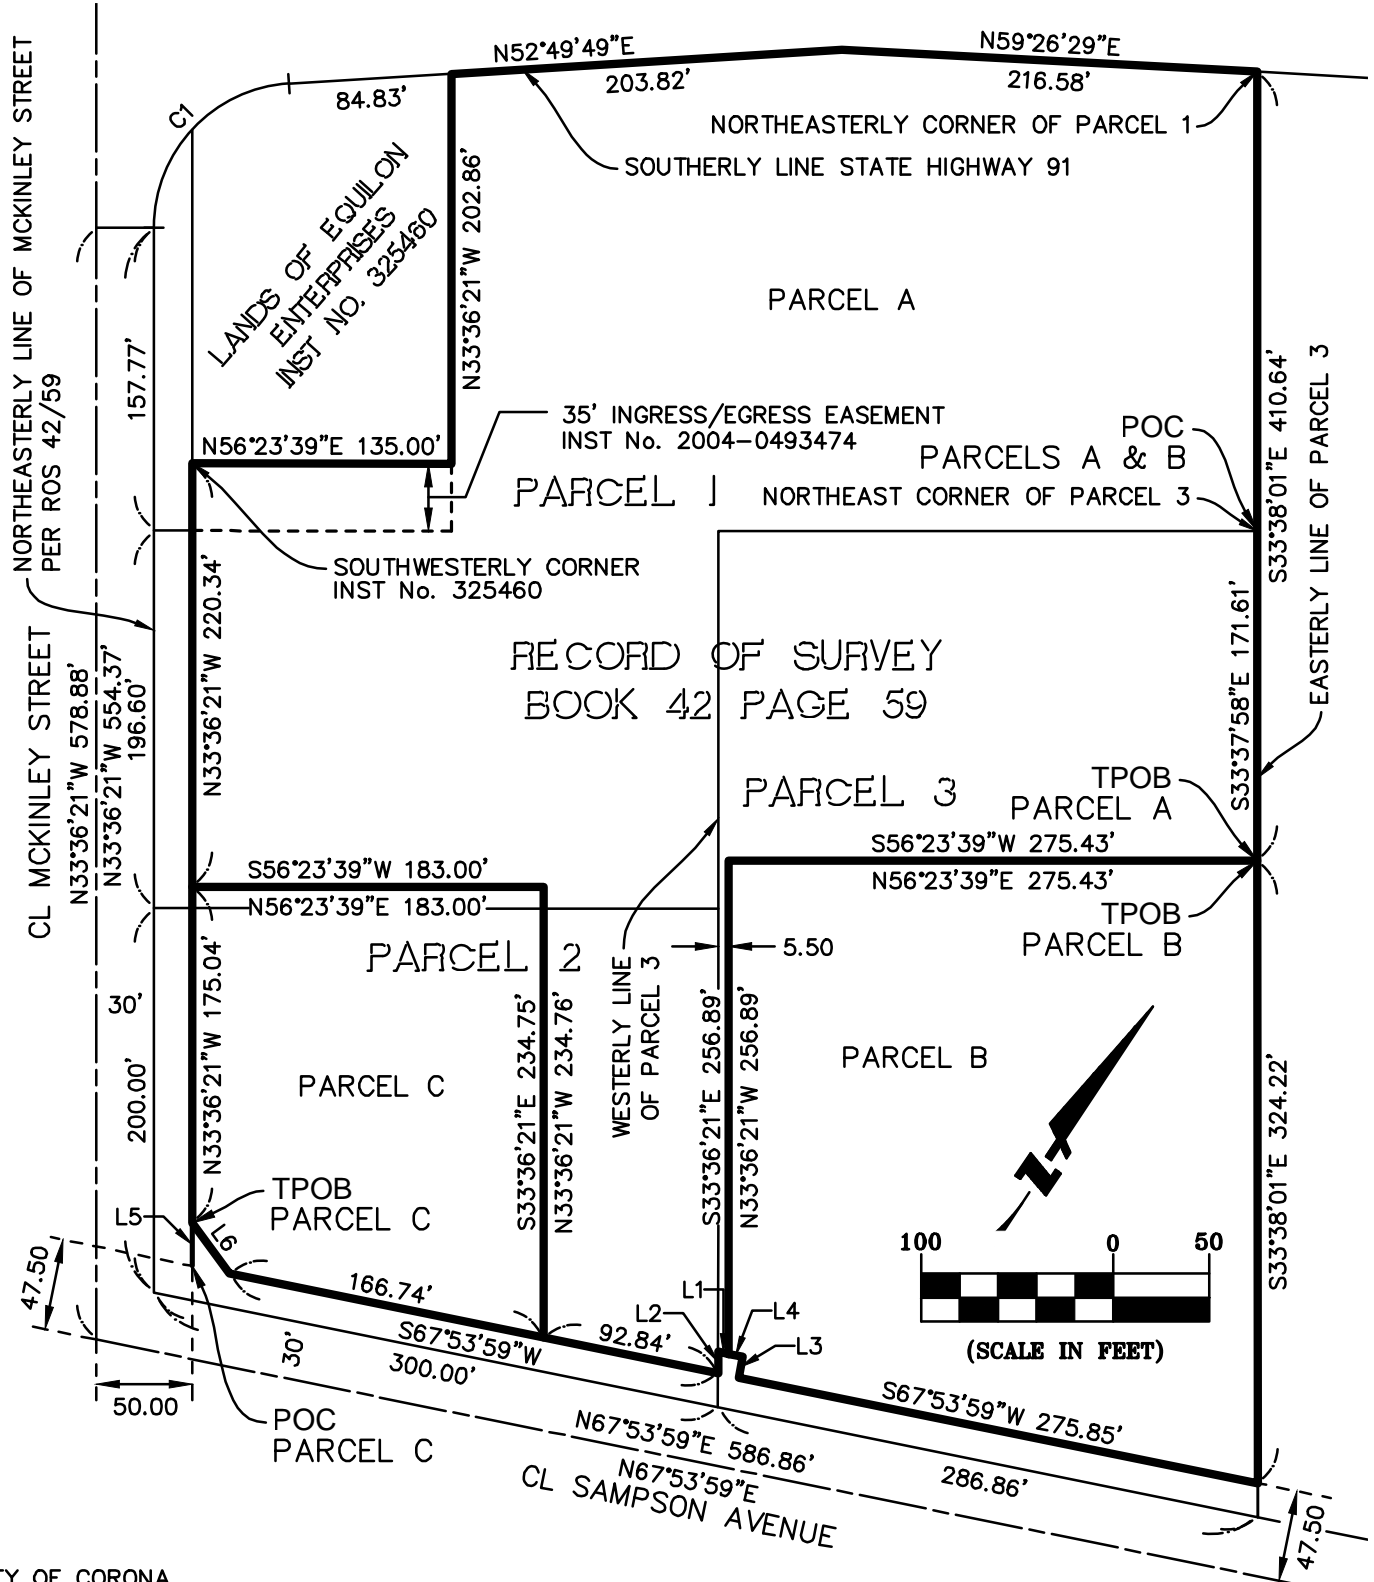 N52°49'49"E
203.82'
N59°26'29"E
216.58'
84.83'
C1
NORTHEASTERLY CORNER OF PARCEL 1
SOUTHERLY LINE STATE HIGHWAY 91
NORTHEASTERLY LINE OF MCKINLEY STREET
PER ROS 42/59
LANDS OF EQUILON
ENTERPRISES
INST NO. 325460
N33°36'21"W 202.86'
PARCEL A
157.77'
N56°23'39"E 135.00'
35' INGRESS/EGRESS EASEMENT
INST No. 2004-0493474
PARCEL 1
POC
PARCELS A & B
NORTHEAST CORNER OF PARCEL 3
S33°38'01"E 410.64'
EASTERLY LINE OF PARCEL 3
SOUTHWESTERLY CORNER
INST No. 325460
N33°36'21"W 220.34'
RECORD OF SURVEY
BOOK 42 PAGE 59
S33°37'58"E 171.61'
CL MCKINLEY STREET
N33°36'21"W 578.88'
N33°36'21"W 554.37'
196.60'
PARCEL 3
TPOB
PARCEL A
S56°23'39"W 275.43'
N56°23'39"E 275.43'
TPOB
PARCEL B
S56°23'39"W 183.00'
N56°23'39"E 183.00'
PARCEL 2
5.50
WESTERLY LINE
OF PARCEL 3
30'
200.00'
N33°36'21"W 175.04'
PARCEL C
S33°36'21"E 234.75'
N33°36'21"W 234.76'
S33°36'21"E 256.89'
N33°36'21"W 256.89'
PARCEL B
S33°38'01"E 324.22'
N
TPOB
PARCEL C
L5
L6
47.50
166.74'
S67°53'59"W
300.00'
30'
92.84'
L1
L2
L4
L3
100 0 50
(SCALE IN FEET)
S67°53'59"W 275.85'
50.00
POC
PARCEL C
N67°53'59"E 586.86'
N67°53'59"E
286.86'
CL SAMPSON AVENUE
47.50
TY OF CORONA